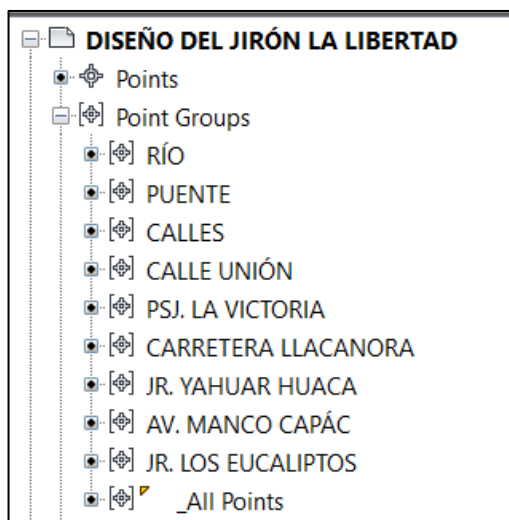 DISEÑO DEL JIRÓN LA LIBERTAD
Points
Point Groups
RÍO
PUENTE
CALLES
CALLE UNIÓN
PSJ. LA VICTORIA
CARRETERA LLACANORA
JR. YAHUAR HUACA
AV. MANCO CAPÁC
JR. LOS EUCALIPTOS
_All Points